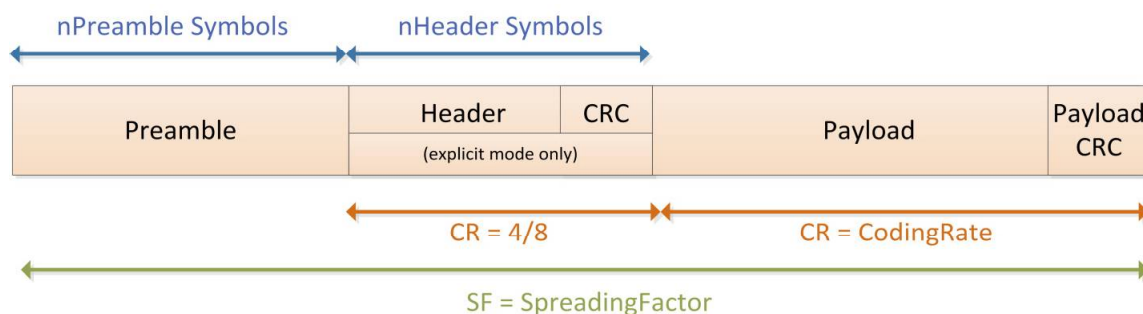 nPreamble Symbols
nHeader Symbols
Preamble
Header
CRC
(explicit mode only)
Payload
Payload
CRC
CR = 4/8
CR = CodingRate
SF = SpreadingFactor